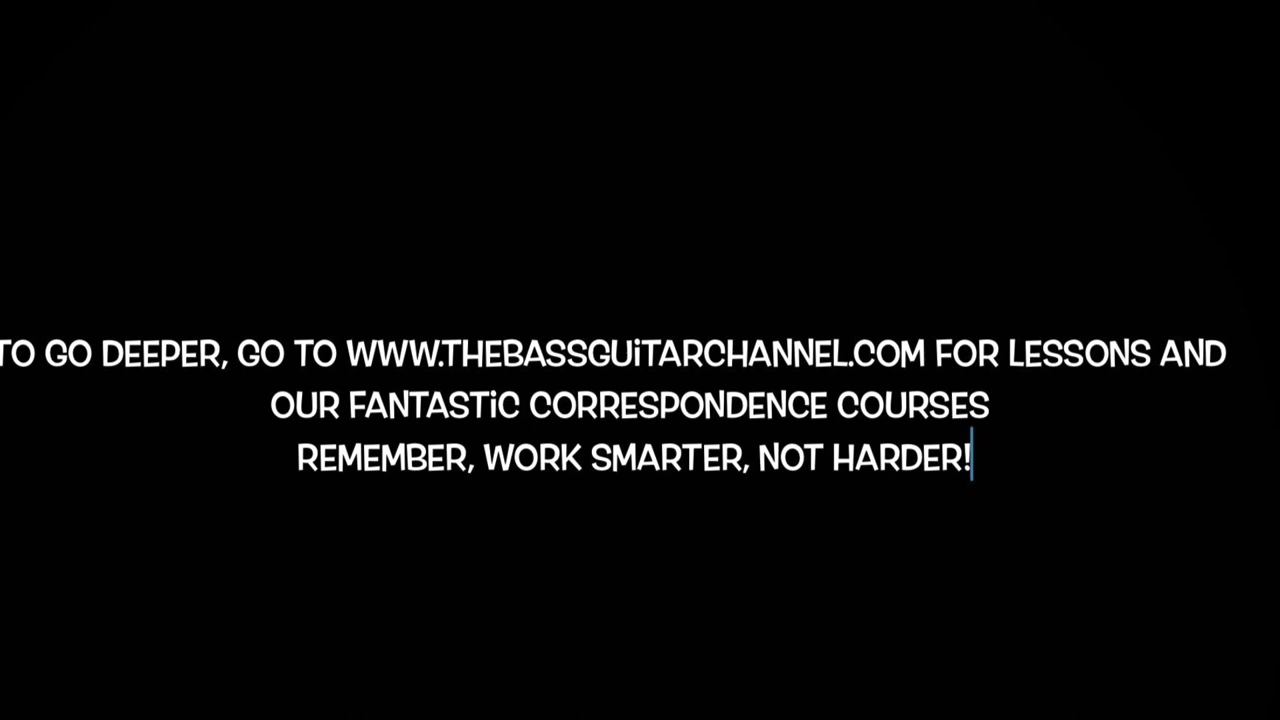 TO GO DEEPER, GO TO WWW.THEBASSGUiTARCHANNEL.COM FOR LESSONS AND
OUR FANTASTiC CORRESPONDENCE COURSES
REMEMBER, WORK SMARTER, NOT HARDER!